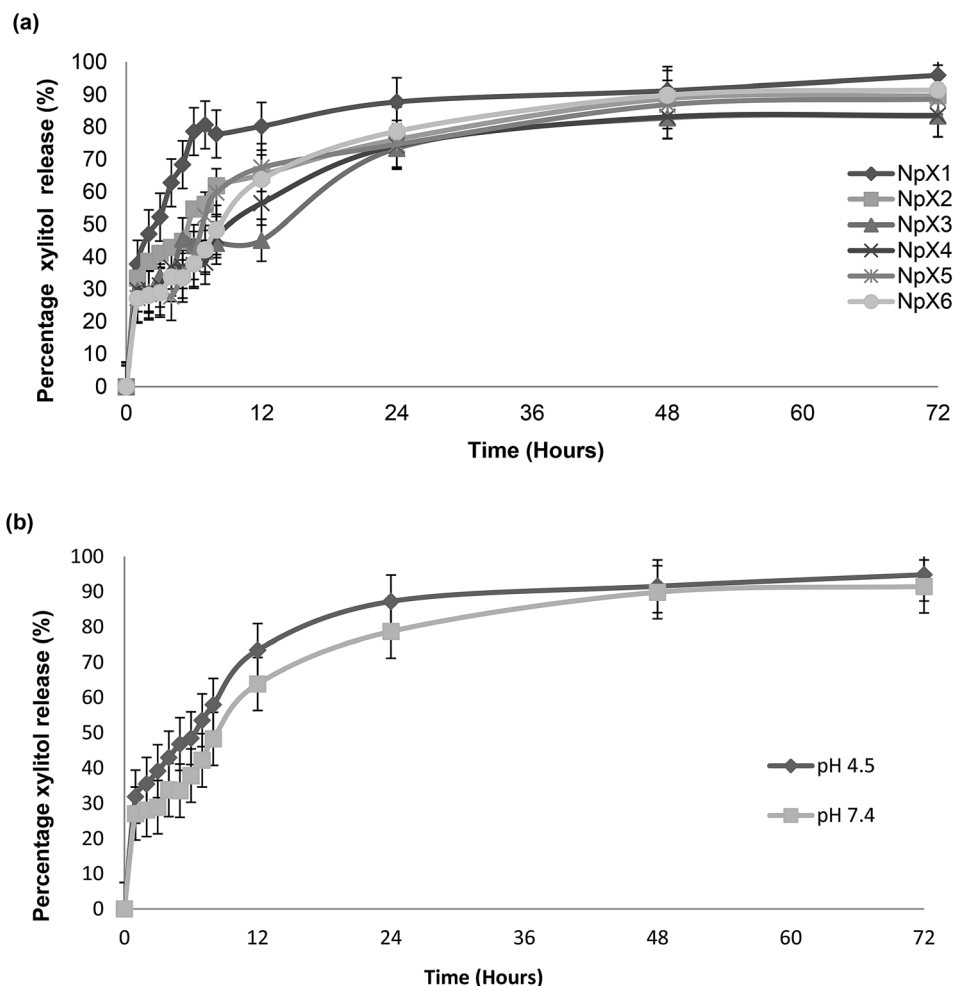 (a)
Percentage xylitol release (%)
100
90
80
70
60
50
40
30
20
10
0
0 12 24 36 48 60 72
Time (Hours)
NpX1
NpX2
NpX3
NpX4
NpX5
NpX6
(b)
Percentage xylitol release (%)
100
90
80
70
60
50
40
30
20
10
0
0 12 24 36 48 60 72
Time (Hours)
pH 4.5
pH 7.4